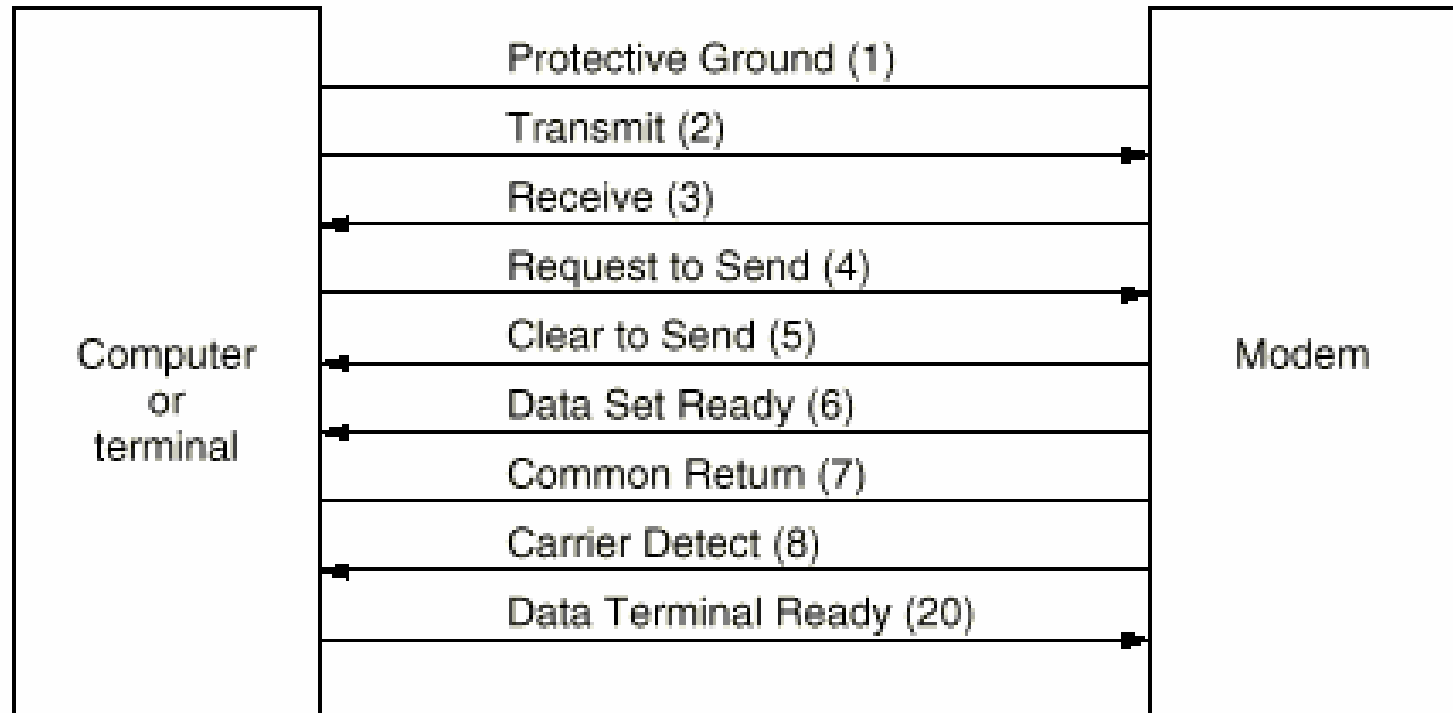 Protective Ground (1)
Transmit (2)
Receive (3)
Request to Send (4)
Clear to Send (5)
Data Set Ready (6)
Common Return (7)
Carrier Detect (8)
Data Terminal Ready (20)
Computer
or
terminal
Modem